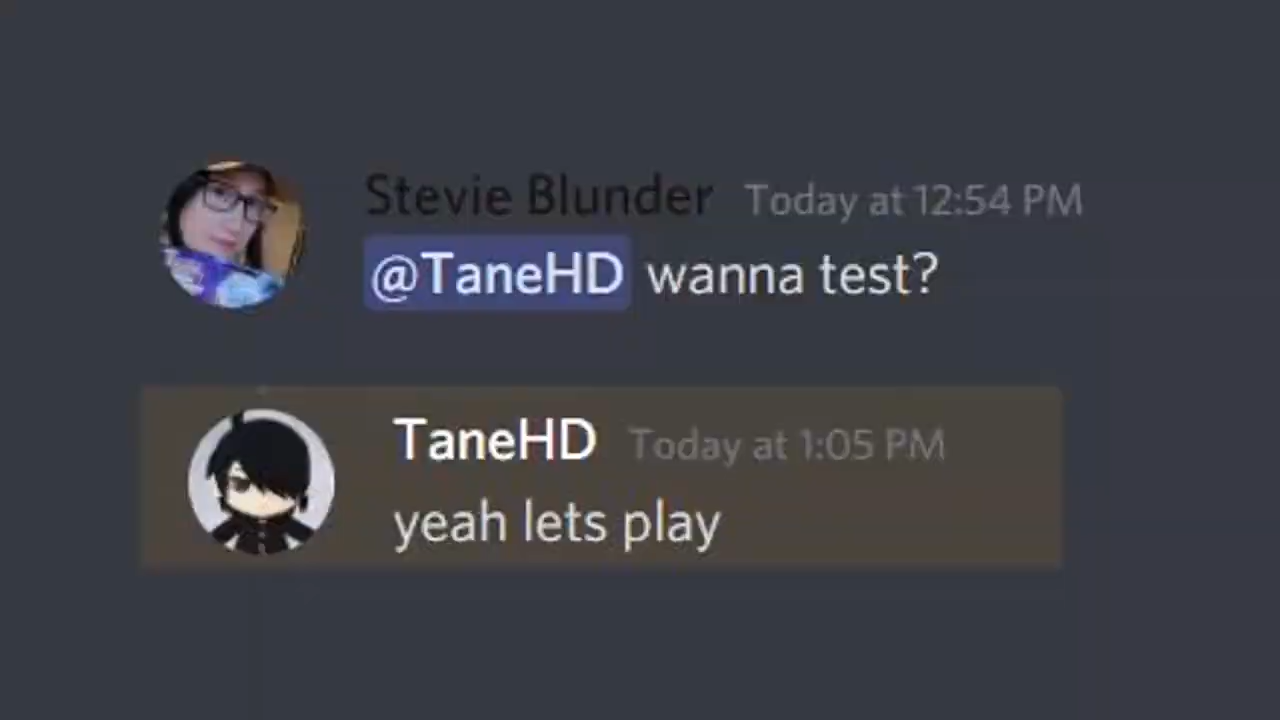 Stevie Blunder Today at 12:54 PM
@TaneHD wanna test?
TaneHD Today at 1:05 PM
yeah lets play